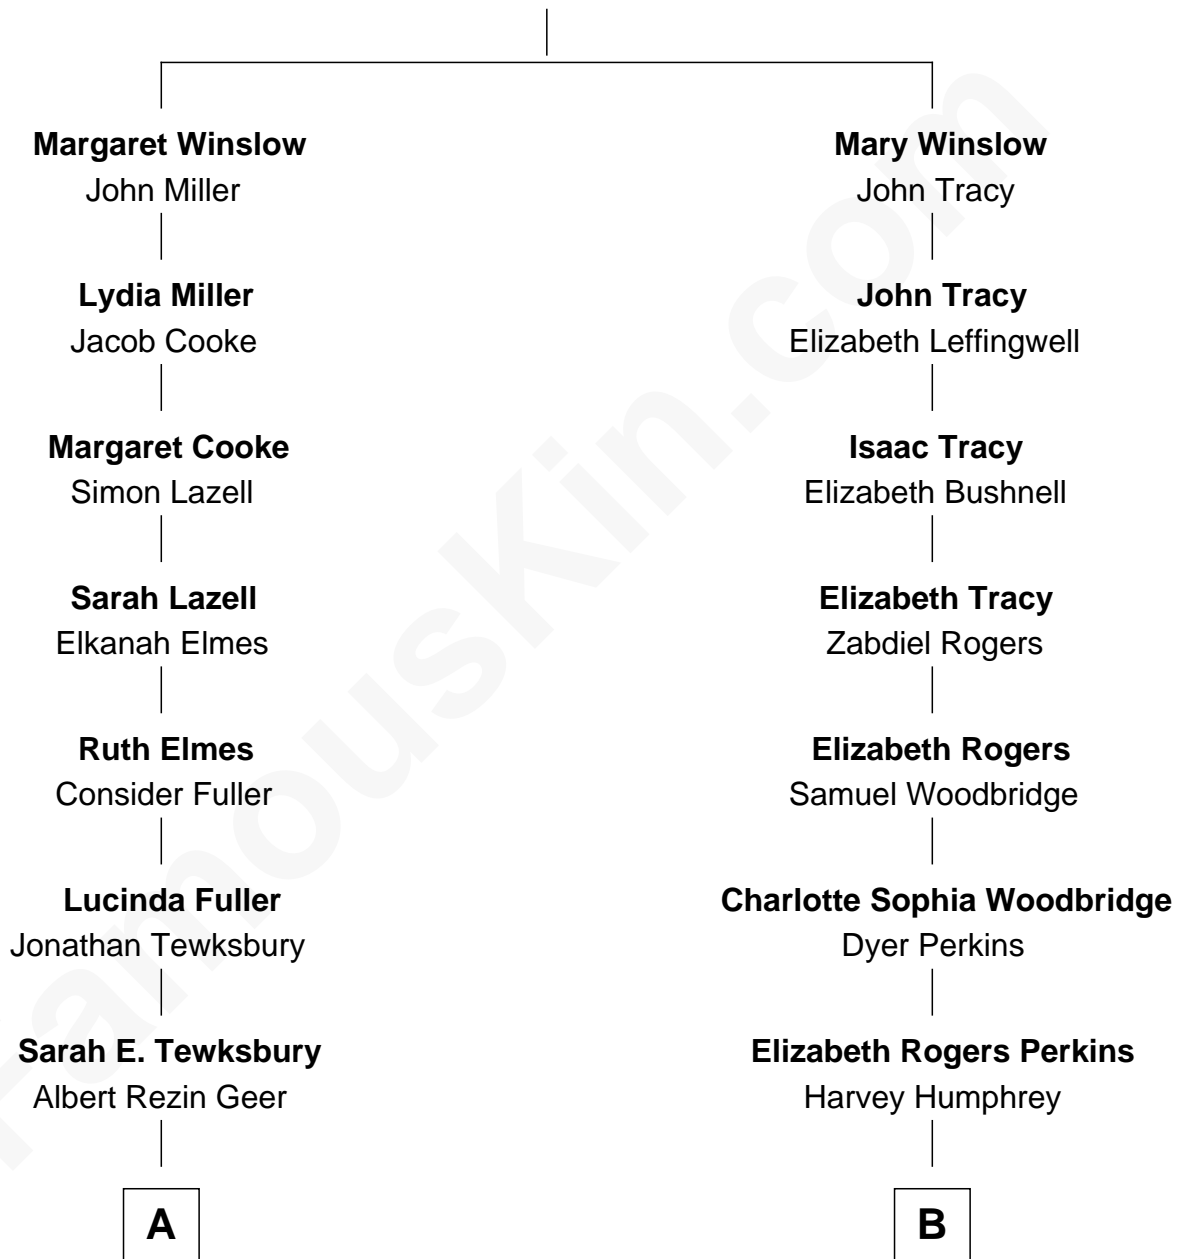 Margaret Winslow
John Miller
Lydia Miller
Jacob Cooke
Margaret Cooke
Simon Lazell
Sarah Lazell
Elkanah Elmes
Ruth Elmes
Consider Fuller
Lucinda Fuller
Jonathan Tewksbury
Sarah E. Tewksbury
Albert Rezin Geer
A
Mary Winslow
John Tracy
John Tracy
Elizabeth Leffingwell
Isaac Tracy
Elizabeth Bushnell
Elizabeth Tracy
Zabdiel Rogers
Elizabeth Rogers
Samuel Woodbridge
Charlotte Sophia Woodbridge
Dyer Perkins
Elizabeth Rogers Perkins
Harvey Humphrey
B
FamousKin.com